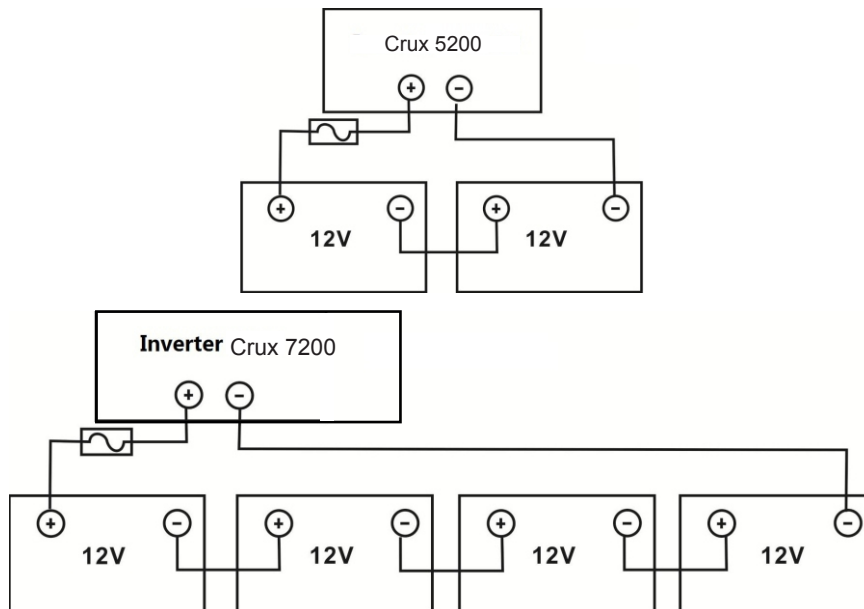 Crux 5200
+ −
+ − + −
12V 12V
Inverter Crux 7200
+ −
+ − + − + − + −
12V 12V 12V 12V